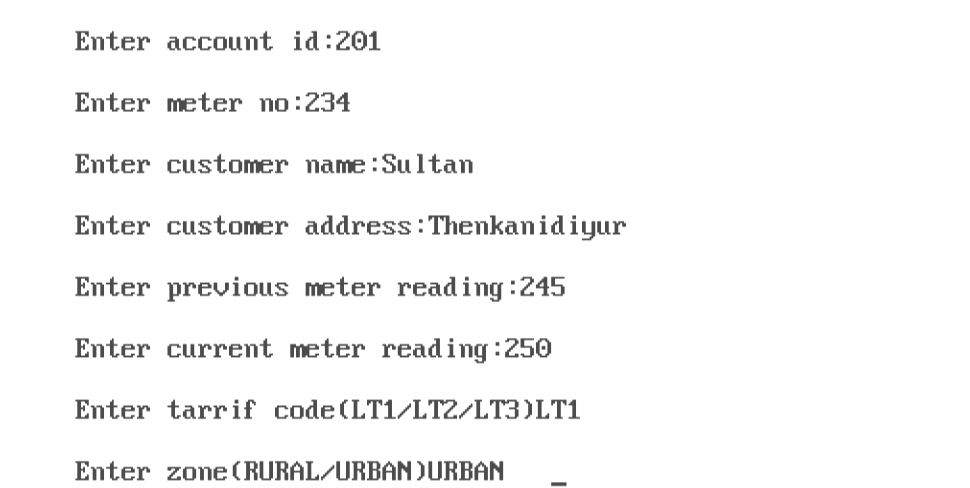 Enter account id:201
Enter meter no:234
Enter customer name:Sultan
Enter customer address:Thenkanidiyur
Enter previous meter reading:245
Enter current meter reading:250
Enter tarrif code(LT1/LT2/LT3)LT1
Enter zone(RURAL/URBAN)URBAN _